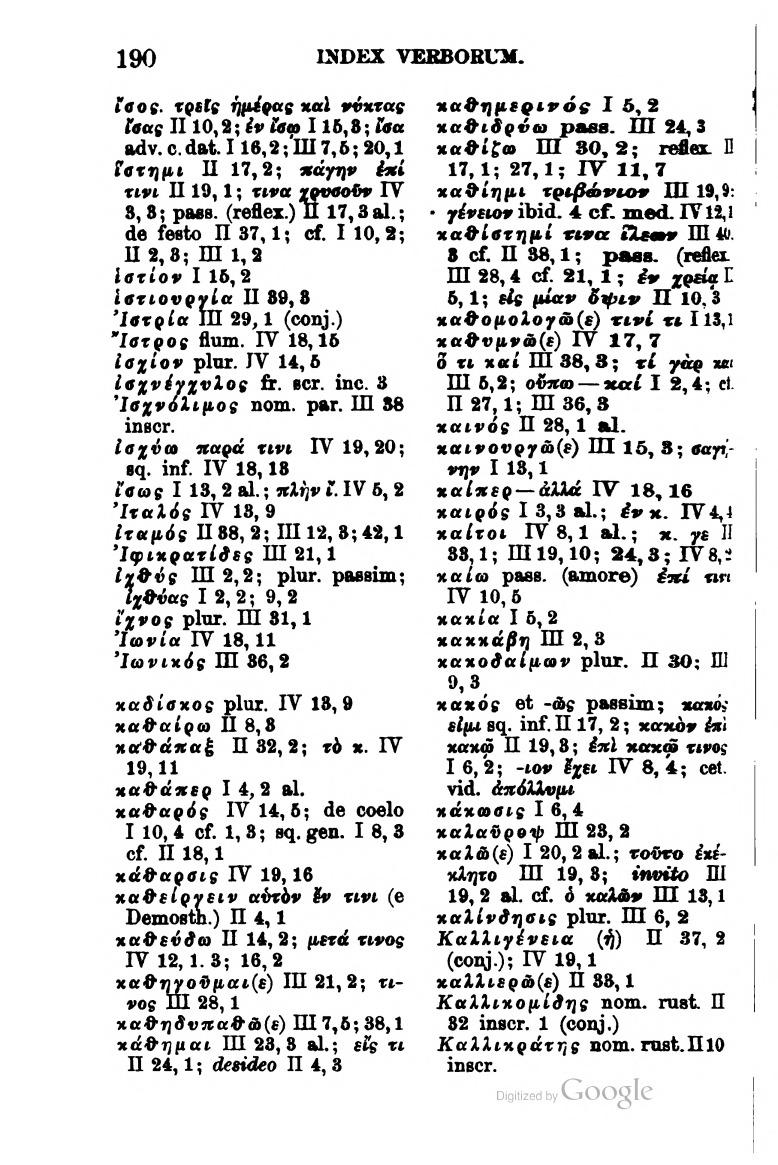 190 INDEX VERBORUM.
ἴσος. τρεῖς ἡμέρας καὶ νύκτας
ἴσας II 10,2; ἐν ἴσῳ I 15,3; ἴσα
adv. c. dat. I 16,2; III 7,5; 20,1
ἵστημι II 17,2; πάγην ἐπί
τινι II 19,1; τινα χρυσοῦν IV
3,3; pass. (reflex.) II 17,3 al.;
de festo II 37,1; cf. I 10,2;
II 2,3; III 1,2
ἱστίον I 15,2
ἱστιουργία II 39,3
Ἰστρία III 29,1 (conj.)
Ἴστρος flum. IV 18,15
ἰσχίον plur. IV 14,5
ἰσχνέγχυλος fr. scr. inc. 3
Ἰσχνόλιμος nom. par. III 38
inscr.
ἰσχύω παρά τινι IV 19,20;
sq. inf. IV 18,13
ἴσως I 13,2 al.; πλὴν ἴ. IV 5,2
Ἰταλός IV 13,9
ἰταμός II 38,2; III 12,3; 42,1
Ἰφικρατίδες III 21,1
ἰχθύς III 2,2; plur. passim;
ἰχθύας I 2,2; 9,2
ἴχνος plur. III 31,1
Ἰωνία IV 18,11
Ἰωνικός III 36,2
καδίσκος plur. IV 13,9
καθαίρω II 8,3
καθάπαξ II 32,2; τὸ κ. IV
19,11
καθάπερ I 4,2 al.
καθαρός IV 14,5; de coelo
I 10,4 cf. 1,3; sq. gen. I 8,3
cf. II 18,1
κάθαρσις IV 19,16
καθείργειν αὑτὸν ἔν τινι (e
Demosth.) II 4,1
καθεύδω II 14,2; μετά τινος
IV 12,1.3; 16,2
καθηγοῦμαι(ε) III 21,2; τι-
νος III 28,1
καθηδυπαθῶ(ε) III 7,5; 38,1
κάθημαι III 23,3 al.; εἴς τι
II 24,1; desideo II 4,3
καθημερινός I 5,2
καθιδρύω pass. III 24,3
καθίζω III 30,2; reflex. II
17,1; 27,1; IV 11,7
καθίημι τριβώνιον III 19,9:
γένειον ibid. 4 cf. med. IV 12,1
καθίστημί τινα ἵλεων III 40.
3 cf. II 38,1; pass. (reflex.
III 28,4 cf. 21,1; ἐν χρείᾳ
5,1; εἰς μίαν ὄψιν II 10,3
καθομολογῶ(ε) τινί τι I 13,1
καθυμνῶ(ε) IV 17,7
ὅ τι καί III 38,3; τί γὰρ και
III 5,2; οὔπω — καί I 2,4; cf.
II 27,1; III 36,3
καινός II 28,1 al.
καινουργῶ(ε) III 15,3; σαγή-
νην I 13,1
καίπερ — ἀλλά IV 18,16
καιρός I 3,3 al.; ἐν κ. IV 4,4
καίτοι IV 8,1 al.; κ. γε II
33,1; III 19,10; 24,3; IV 8,2
καίω pass. (amore) ἐπί τινι
IV 10,5
κακία I 5,2
κακκάβη III 2,3
κακοδαίμων plur. II 30; III
9,3
κακός et -ῶς passim; κακός
εἰμι sq. inf. II 17,2; κακὸν ἐπὶ
κακῷ II 19,3; ἐπὶ κακῷ τινος
I 6,2; -ιον ἔχει IV 8,4; cet.
vid. ἀπόλλυμι
κάκωσις I 6,4
καλαῦροψ III 23,2
καλῶ(ε) I 20,2 al.; τοῦτο ἐκέ-
κλητο III 19,3; invito III
19,2 al. cf. ὁ καλῶν III 13,1
καλίνδησις plur. III 6,2
Καλλιγένεια (ἡ) II 37,2
(conj.); IV 19,1
καλλιερῶ(ε) II 33,1
Καλλικομίδης nom. rust. II
32 inscr. 1 (conj.)
Καλλικράτης nom. rust. II 10
inscr.
Digitized by Google